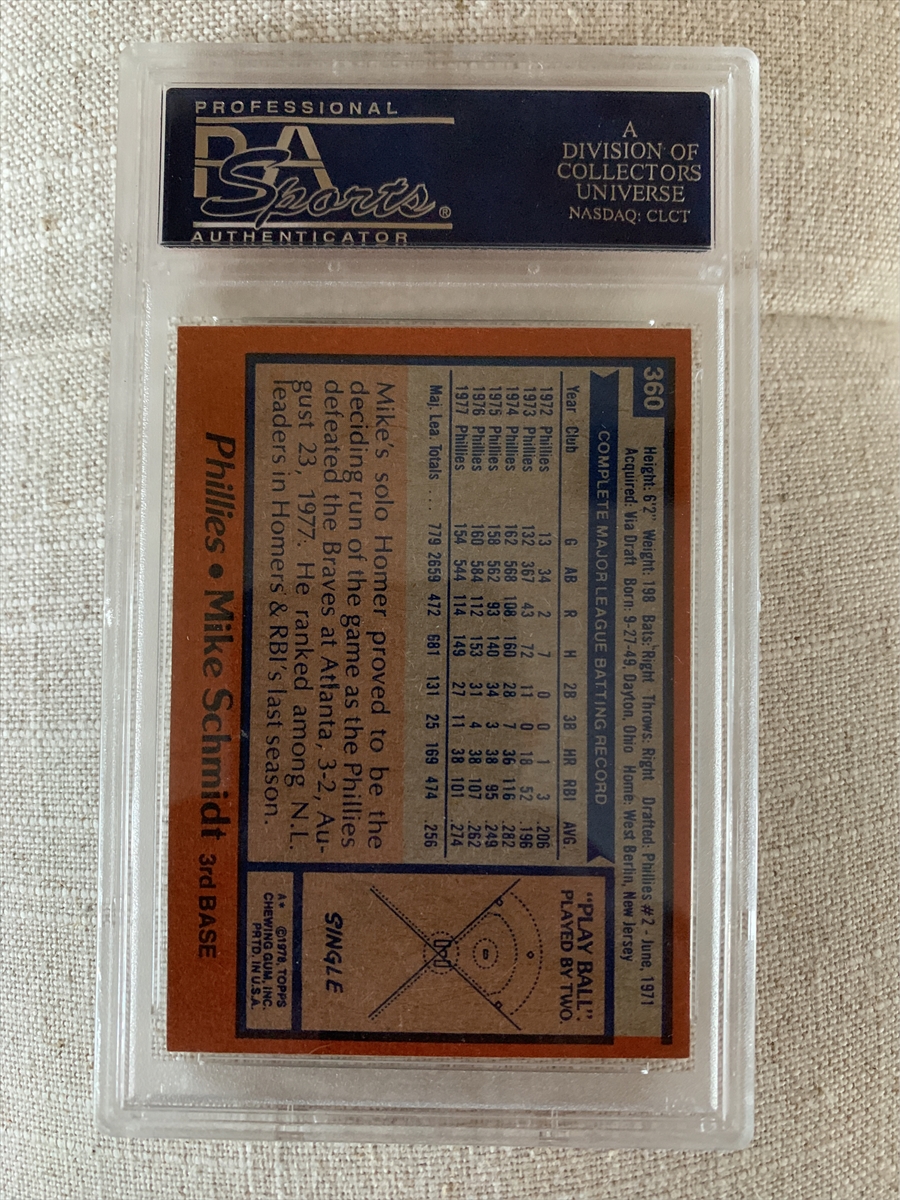 PROFESSIONAL
PSA
Sports®
AUTHENTICATOR
A
DIVISION OF
COLLECTORS
UNIVERSE
NASDAQ: CLCT
360
Height: 6'2" Weight: 198 Bats: Right Throws: Right Drafted: Phillies #2 - June, 1971
Acquired: Via Draft Born: 9-27-49, Dayton, Ohio Home: West Berlin, New Jersey
COMPLETE MAJOR LEAGUE BATTING RECORD
Year Club G AB R H 2B 3B HR RBI AVG.
1972 Phillies 13 34 2 7 0 0 1 3 .206
1973 Phillies 132 367 43 72 11 0 18 52 .196
1974 Phillies 162 568 108 160 28 7 36 116 .282
1975 Phillies 158 562 93 140 34 3 38 95 .249
1976 Phillies 160 584 112 153 31 4 38 107 .262
1977 Phillies 154 544 114 149 27 11 38 101 .274
Maj. Lea. Totals ... 779 2659 472 681 131 25 169 474 .256
Mike's solo Homer proved to be the
deciding run of the game as the Phillies
defeated the Braves at Atlanta, 3-2, Au-
gust 23, 1977. He ranked among N.L.
leaders in Homers & RBI's last season.
"PLAY BALL"
PLAYED BY TWO.
SINGLE
A* ©1978, TOPPS
CHEWING GUM, INC.
PRTD. IN U.S.A.
Phillies • Mike Schmidt 3rd BASE